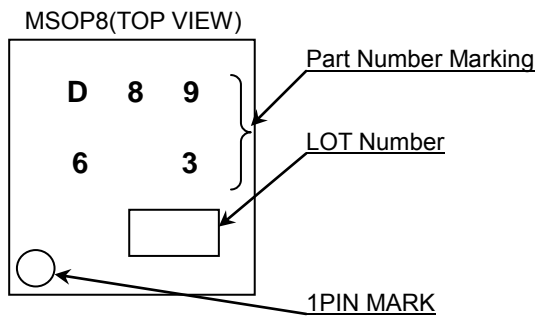 MSOP8(TOP VIEW)
Part Number Marking
D 8 9
LOT Number
6 3
1PIN MARK